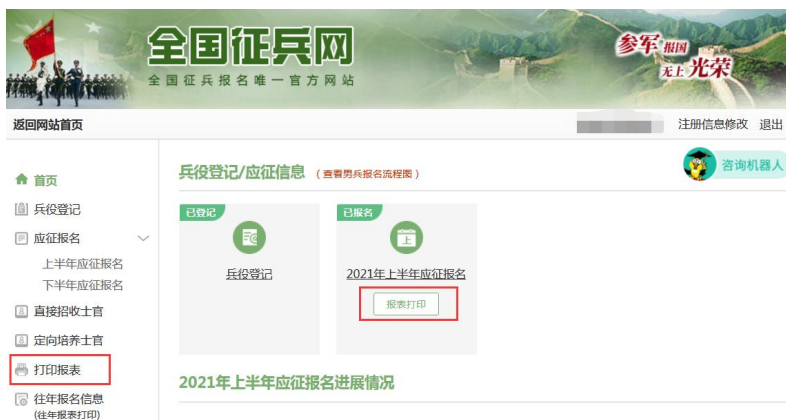 全国征兵网
全国征兵报名唯一官方网站
参军报国
无上光荣
返回网站首页
注册信息修改 退出
首页
兵役登记
应征报名
上半年应征报名
下半年应征报名
直接招收士官
定向培养士官
打印报表
往年报名信息
(往年报表打印)
兵役登记/应征信息 (查看男兵报名流程图)
咨询机器人
已登记
兵役登记
已报名
上
2021年上半年应征报名
报表打印
2021年上半年应征报名进展情况